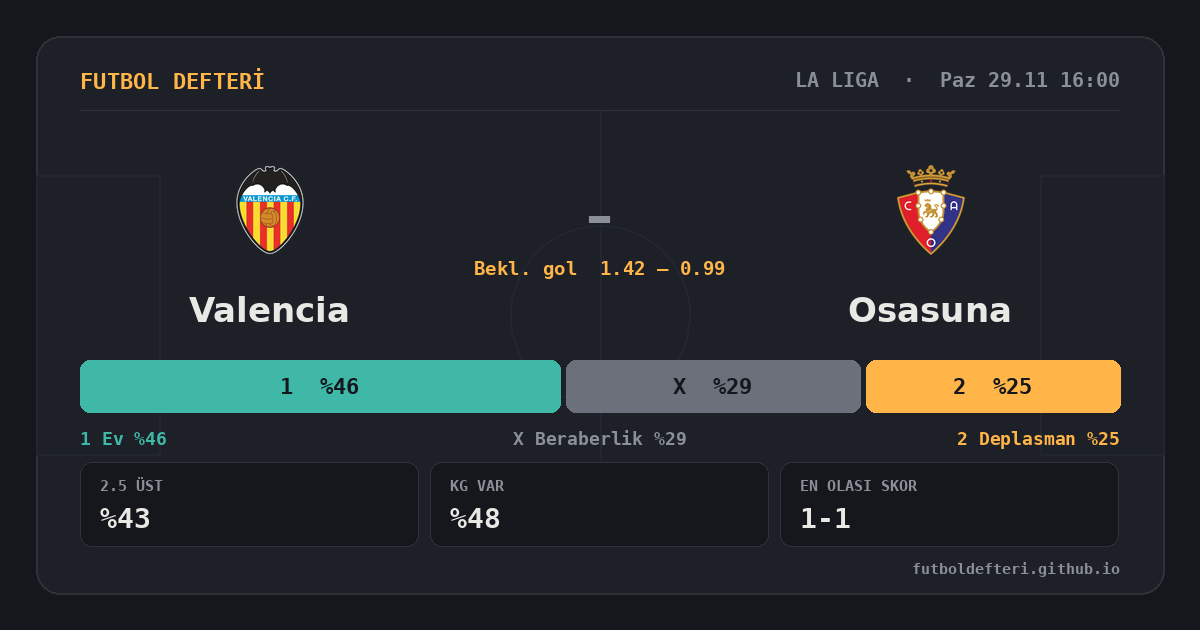 FUTBOL DEFTERİ
LA LIGA · Paz 29.11 16:00
VALENCIA C.F.
C A
O
–
Bekl. gol 1.42 — 0.99
Valencia
Osasuna
1 %46
X %29
2 %25
1 Ev %46
X Beraberlik %29
2 Deplasman %25
2.5 ÜST
KG VAR
EN OLASI SKOR
%43
%48
1-1
futboldefteri.github.io